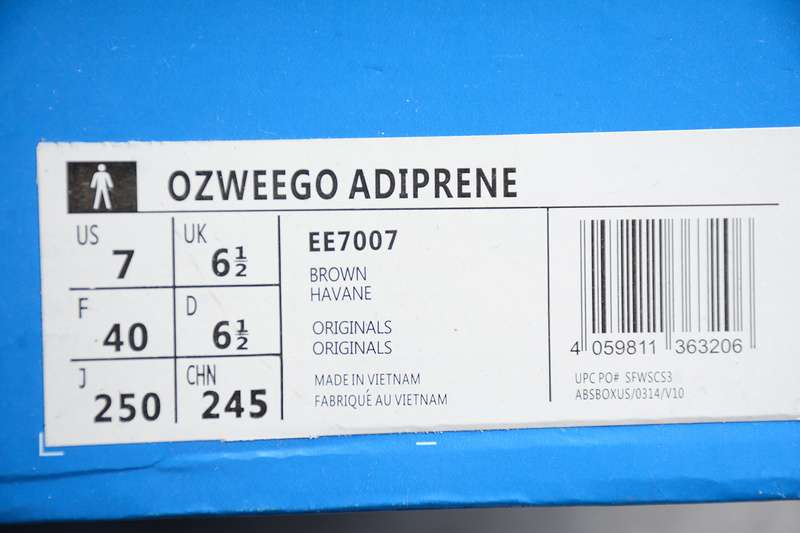 OZWEEGO ADIPRENE
US 7
UK 6½
F 40
D 6½
J 250
CHN 245
EE7007
BROWN
HAVANE
ORIGINALS
ORIGINALS
MADE IN VIETNAM
FABRIQUÉ AU VIETNAM
4 059811 363206
UPC PO# SFWSCS3
ABSBOXUS/0314/V10